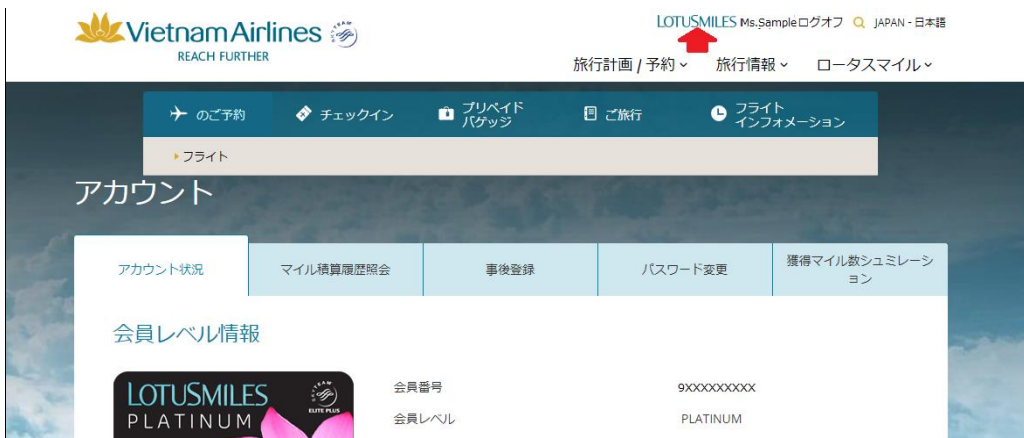 Vietnam Airlines
REACH FURTHER
LOTUSMILES Ms.Sampleログオフ JAPAN - 日本語
旅行計画 / 予約 旅行情報 ロータスマイル
のご予約
チェックイン
プリペイド
バゲッジ
ご旅行
フライト
インフォメーション
フライト
アカウント
アカウント状況
マイル積算履歴照会
事後登録
パスワード変更
獲得マイル数シュミレーシ
ョン
会員レベル情報
LOTUSMILES
PLATINUM
SKYTEAM
ELITE PLUS
会員番号 9XXXXXXXXX
会員レベル PLATINUM